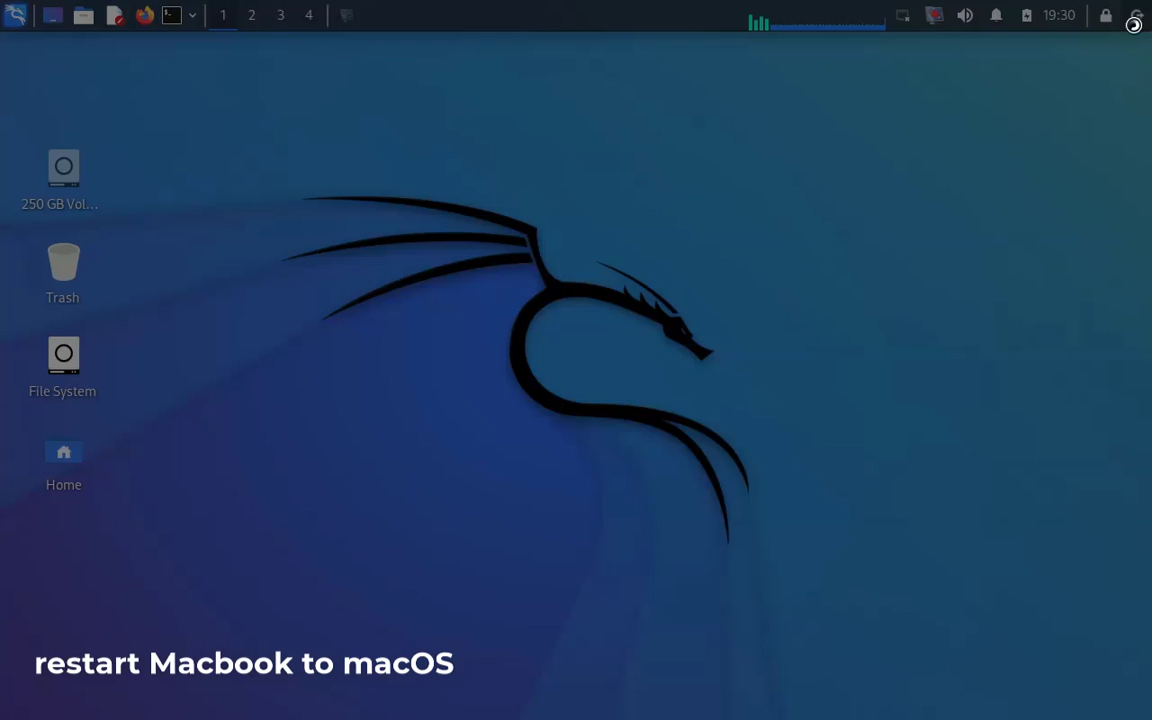 1 2 3 4 19:30
250 GB Vol...
Trash
File System
Home
restart Macbook to macOS